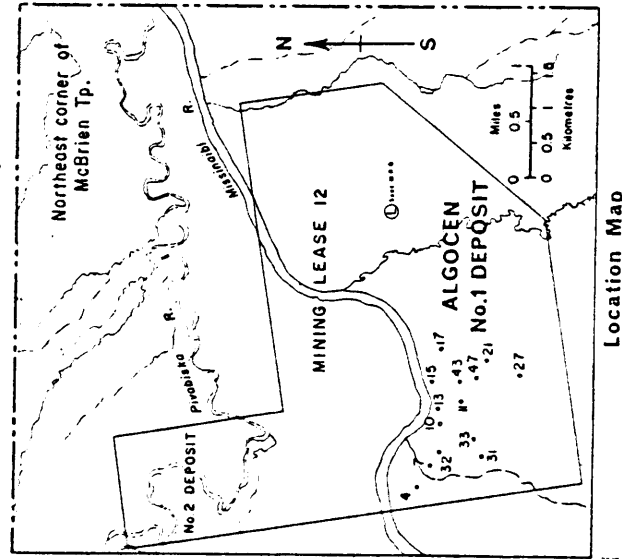 Northeast corner of
McBrien Tp.
N
S
R.
Missinaibi
R.
Pivabiska
No.2 DEPOSIT
MINING LEASE 12
L
ALGOCEN
No.1 DEPOSIT
Miles
0 0.5 1
0 0.5 1
Kilometres
4
32
10
13
15
17
33
43
47
21
31
27
Location Map